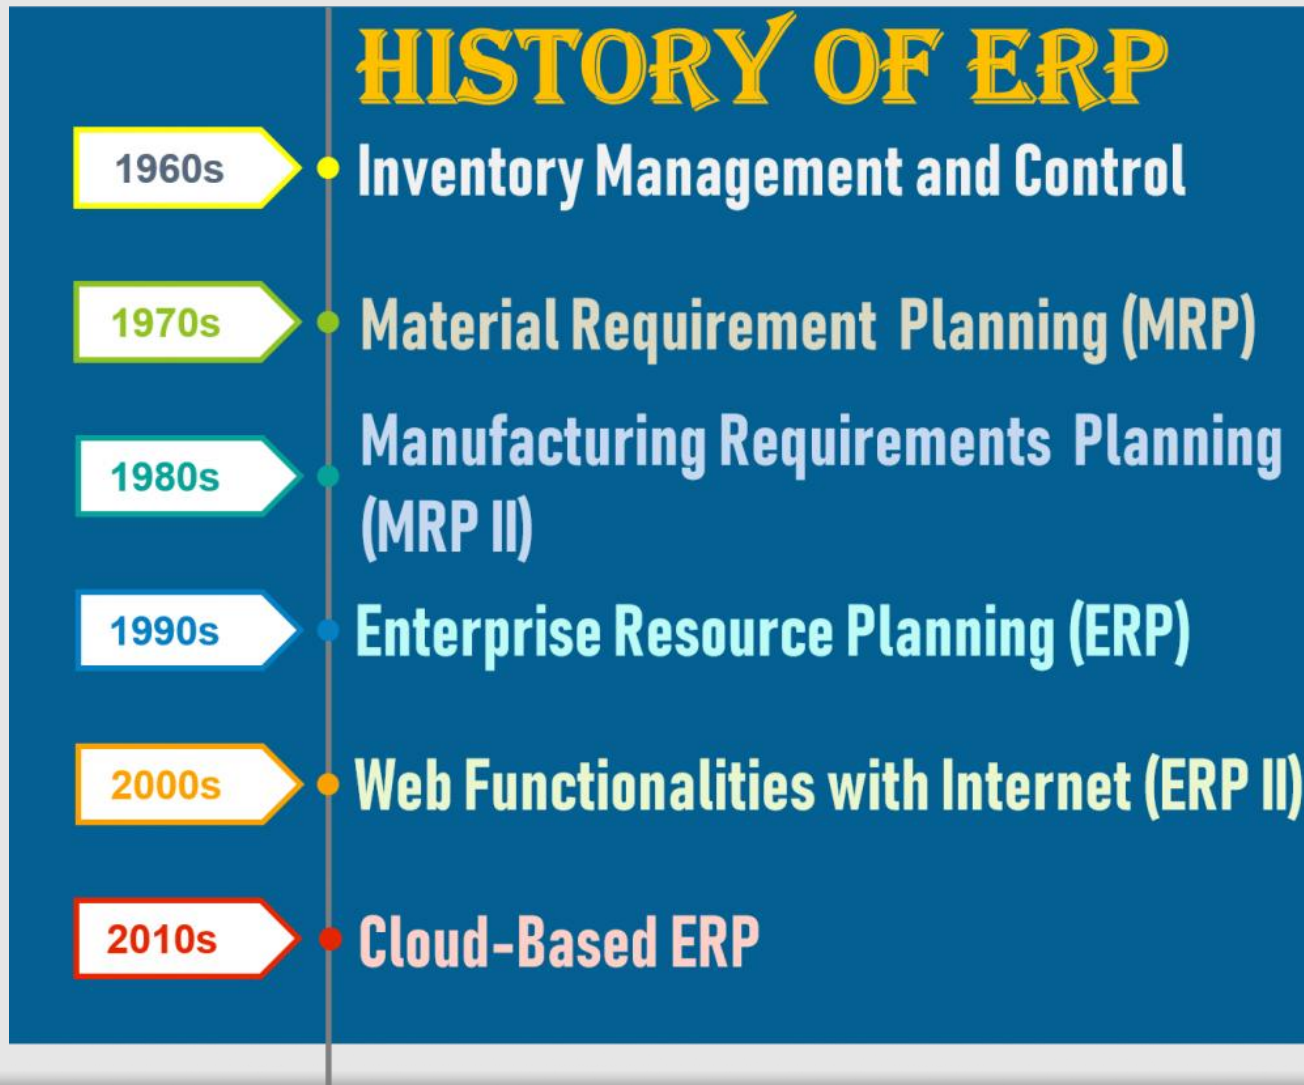 HISTORY OF ERP
1960s
Inventory Management and Control
1970s
Material Requirement Planning (MRP)
1980s
Manufacturing Requirements Planning
(MRP II)
1990s
Enterprise Resource Planning (ERP)
2000s
Web Functionalities with Internet (ERP II)
2010s
Cloud-Based ERP